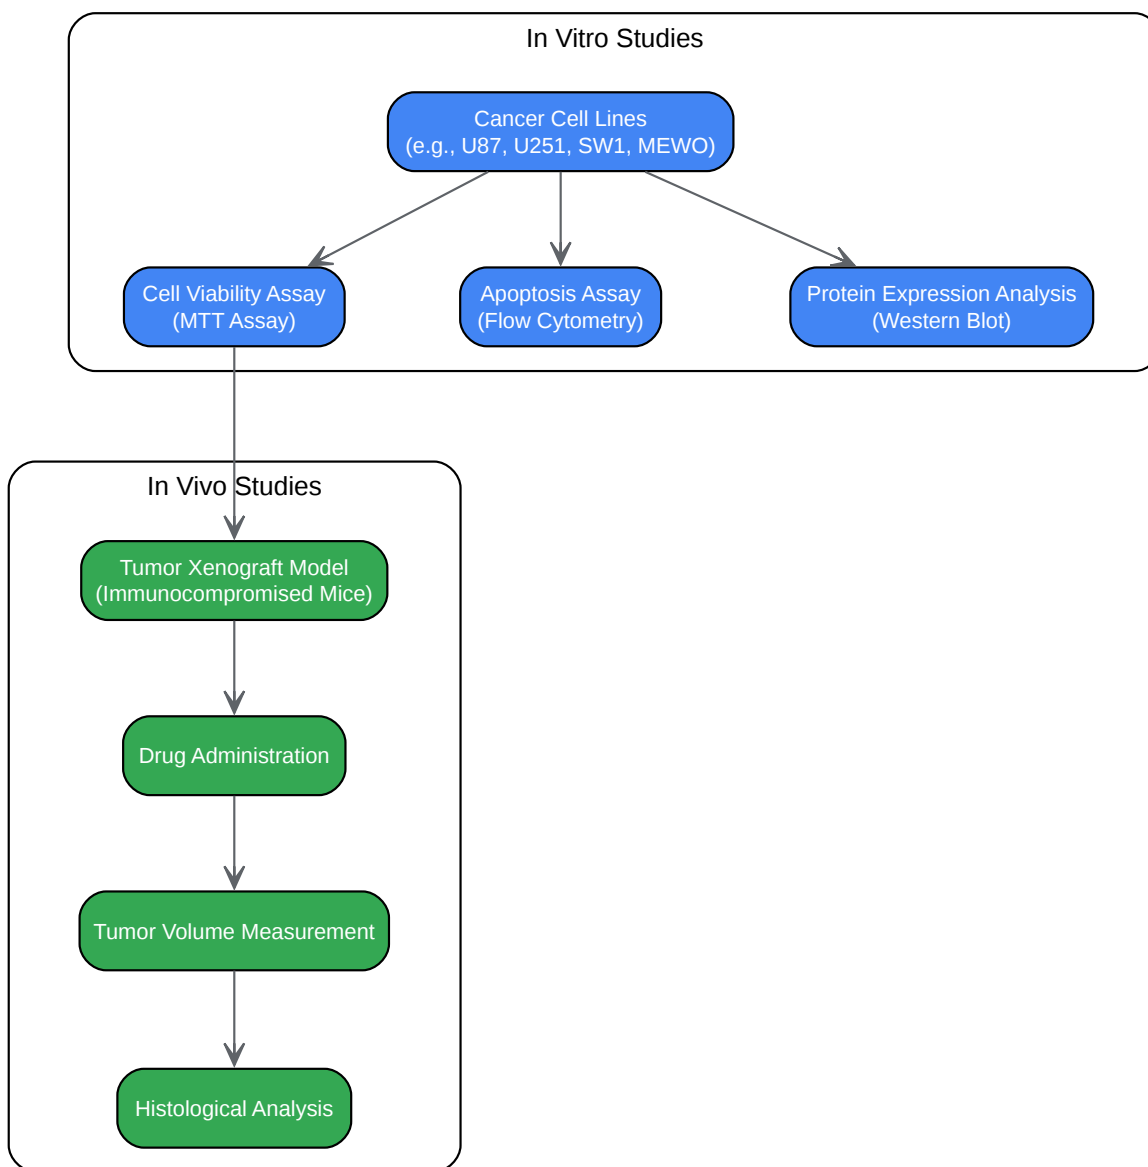 In Vitro Studies
Cancer Cell Lines
(e.g., U87, U251, SW1, MEWO)
Cell Viability Assay
(MTT Assay)
Apoptosis Assay
(Flow Cytometry)
Protein Expression Analysis
(Western Blot)
In Vivo Studies
Tumor Xenograft Model
(Immunocompromised Mice)
Drug Administration
Tumor Volume Measurement
Histological Analysis